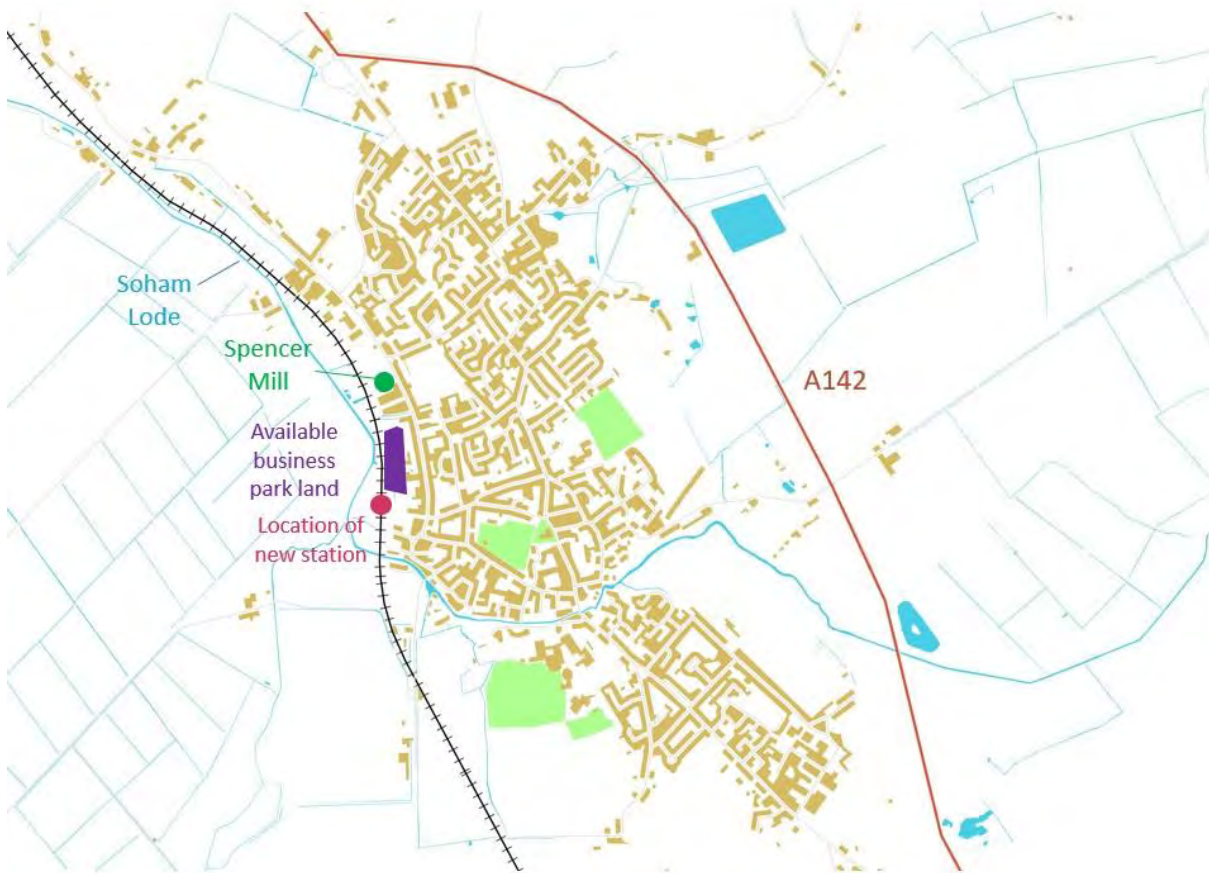 Soham
Lode
Spencer
Mill
A142
Available
business
park land
Location of
new station